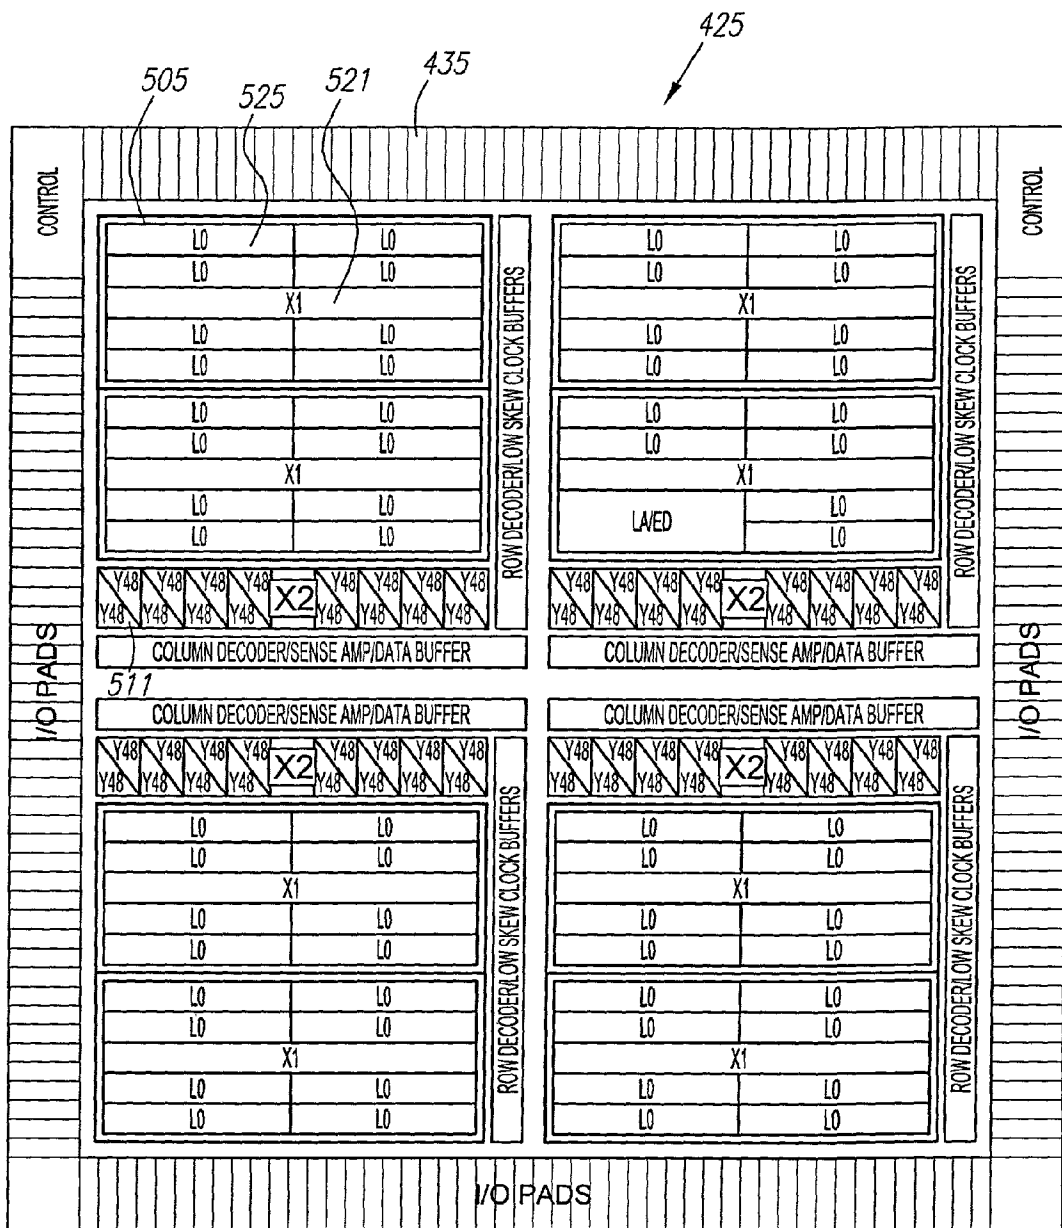 425
505
525
435
521
CONTROL
CONTROL
L0 L0 L0 L0
L0 L0 L0 L0
X1 X1
L0 L0 L0 L0
L0 L0 L0 L0
ROW DECODER/LOW SKEW CLOCK BUFFERS
ROW DECODER/LOW SKEW CLOCK BUFFERS
L0 L0 L0 L0
L0 L0 L0 L0
X1 X1
L0 L0 LA/ED L0
L0 L0 L0
Y48 Y48 Y48 Y48 X2 Y48 Y48 Y48 Y48 Y48 Y48 Y48 Y48 X2 Y48 Y48 Y48 Y48
Y48 Y48 Y48 Y48 Y48 Y48 Y48 Y48 Y48 Y48 Y48 Y48 Y48 Y48 Y48 Y48
COLUMN DECODER/SENSE AMP/DATA BUFFER COLUMN DECODER/SENSE AMP/DATA BUFFER
511
I/O PADS
I/O PADS
COLUMN DECODER/SENSE AMP/DATA BUFFER COLUMN DECODER/SENSE AMP/DATA BUFFER
Y48 Y48 Y48 Y48 X2 Y48 Y48 Y48 Y48 Y48 Y48 Y48 Y48 X2 Y48 Y48 Y48 Y48
Y48 Y48 Y48 Y48 Y48 Y48 Y48 Y48 Y48 Y48 Y48 Y48 Y48 Y48 Y48 Y48
L0 L0 L0 L0
L0 L0 L0 L0
X1 X1
L0 L0 L0 L0
L0 L0 L0 L0
ROW DECODER/LOW SKEW CLOCK BUFFERS
ROW DECODER/LOW SKEW CLOCK BUFFERS
L0 L0 L0 L0
L0 L0 L0 L0
X1 X1
L0 L0 L0 L0
L0 L0 L0 L0
I/O PADS